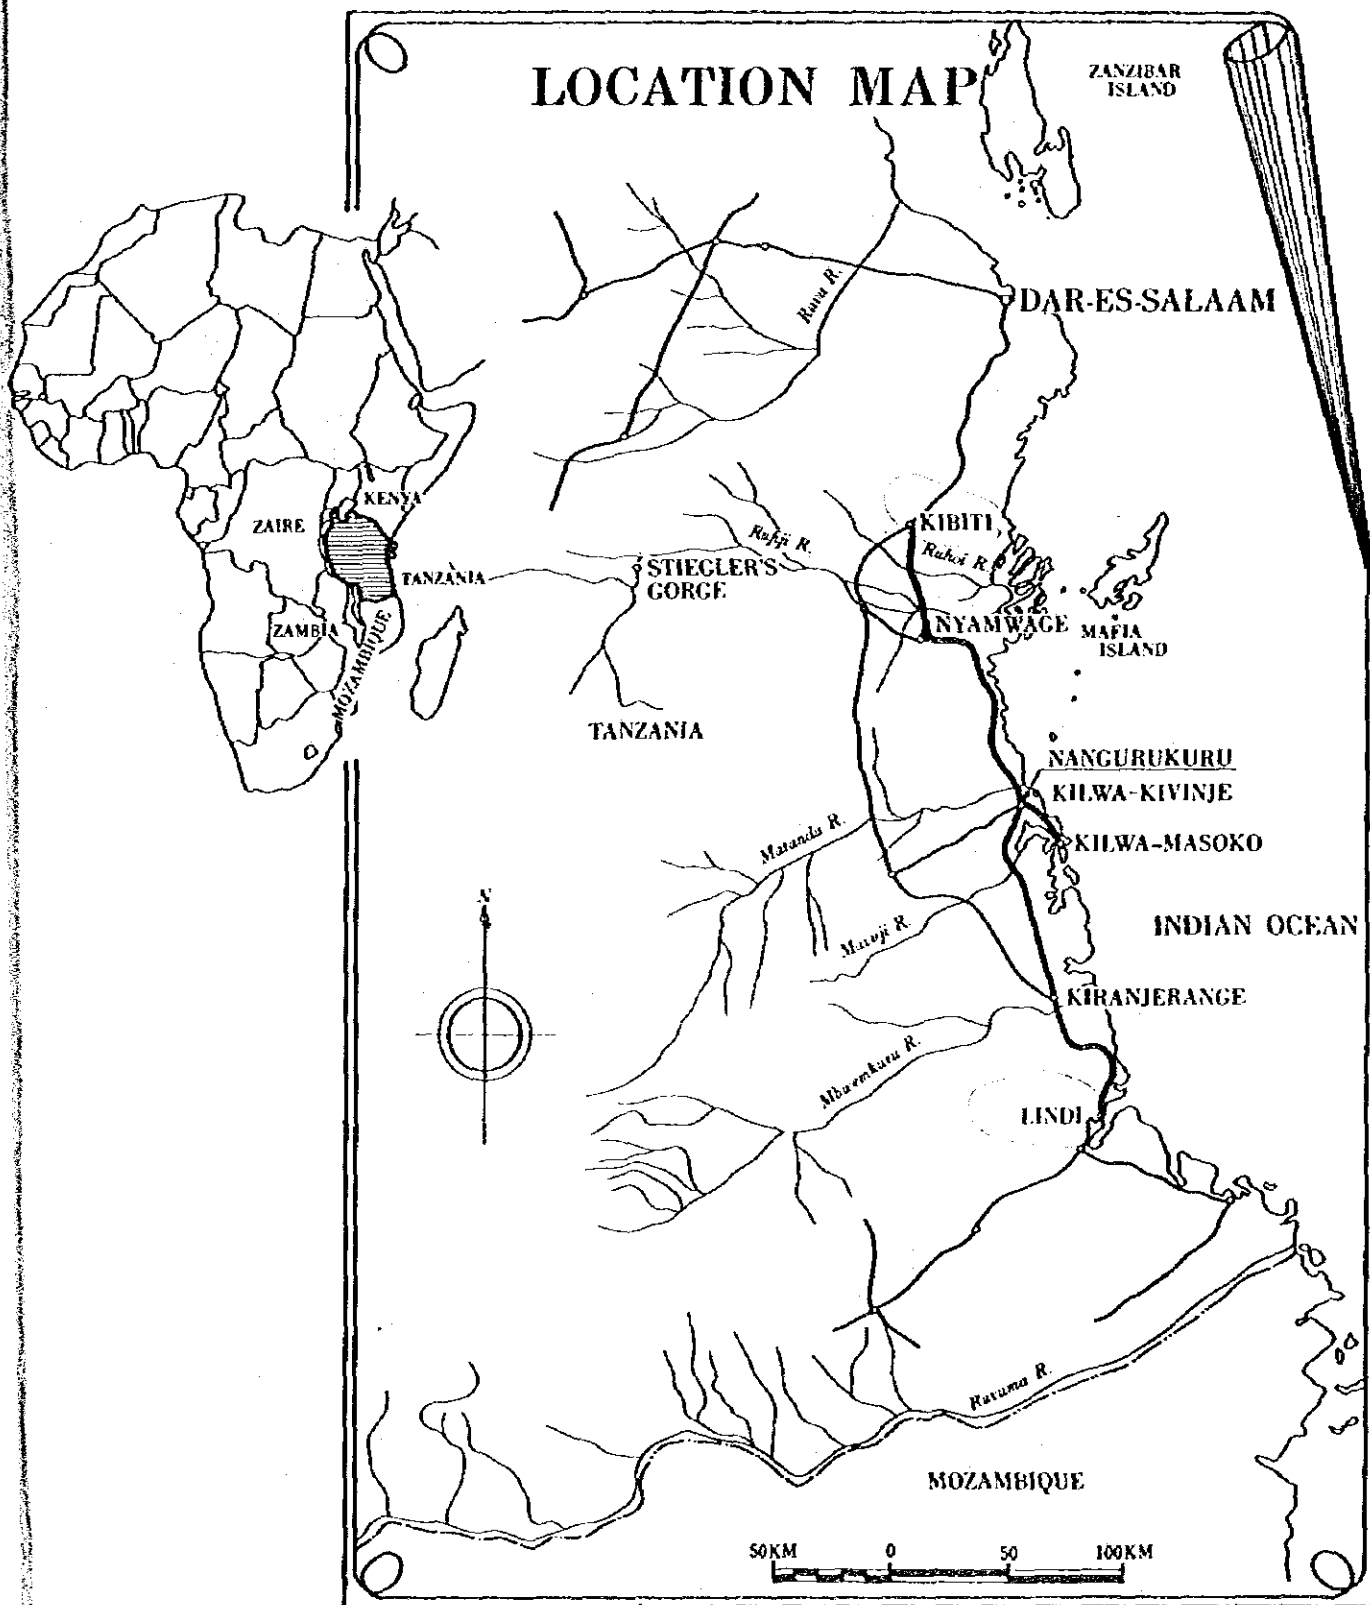 LOCATION MAP
ZANZIBAR
ISLAND
Ruvu R.
DAR-ES-SALAAM
KENYA
ZAIRE
TANZANIA
ZAMBIA
MOZAMBIQUE
KIBITI
Rufiji R.
Ruhoi R.
STIEGLER'S
GORGE
NYAMWAGE
MAFIA
ISLAND
TANZANIA
NANGURUKURU
KILWA-KIVINJE
Matandu R.
KILWA-MASOKO
N
Mavuji R.
INDIAN OCEAN
KIRANJERANGE
Mbwemkuru R.
LINDI
Ruvuma R.
MOZAMBIQUE
50KM 0 50 100KM